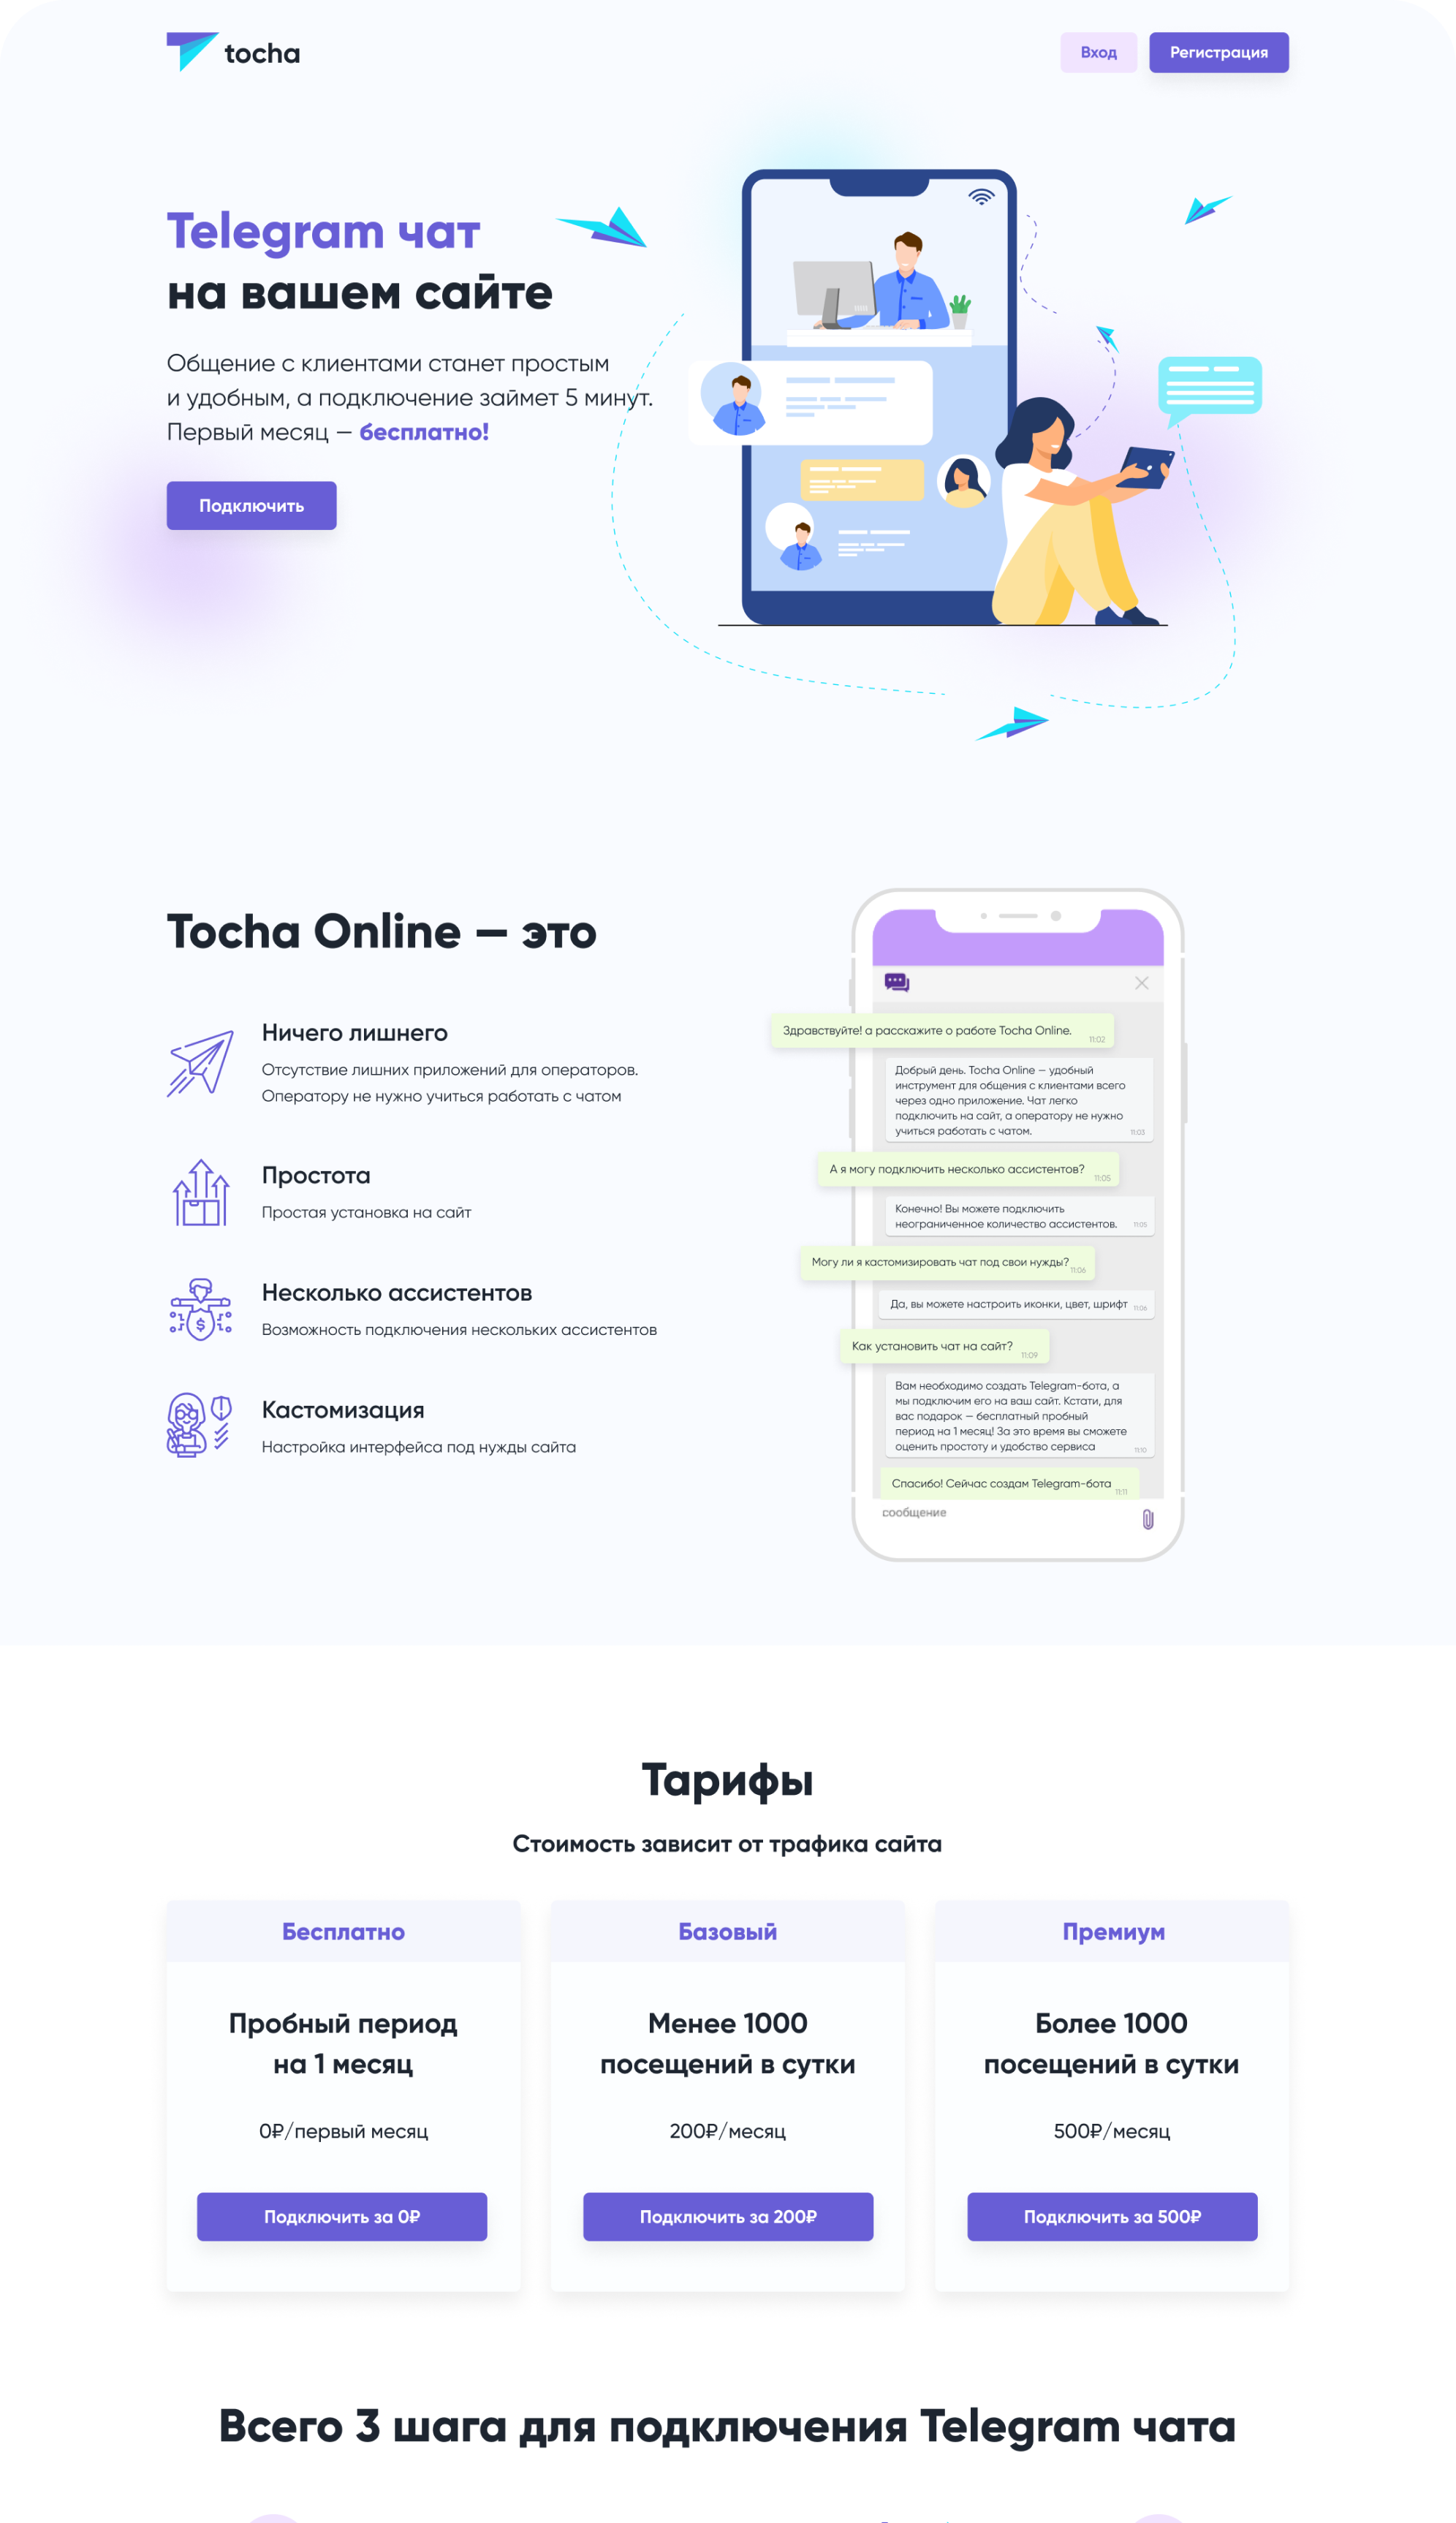 tocha
Вход
Регистрация
Telegram чат
на вашем сайте
Общение с клиентами станет простым
и удобным, а подключение займет 5 минут.
Первый месяц — бесплатно!
Подключить
Tocha Online — это
Ничего лишнего
Отсутствие лишних приложений для операторов.
Оператору не нужно учиться работать с чатом
Простота
Простая установка на сайт
Несколько ассистентов
Возможность подключения нескольких ассистентов
Кастомизация
Настройка интерфейса под нужды сайта
Здравствуйте! а расскажите о работе Tocha Online.
11:02
Добрый день. Tocha Online — удобный
инструмент для общения с клиентами всего
через одно приложение. Чат легко
подключить на сайт, а оператору не нужно
учиться работать с чатом.
11:03
А я могу подключить несколько ассистентов?
11:05
Конечно! Вы можете подключить
неограниченное количество ассистентов.
11:05
Могу ли я кастомизировать чат под свои нужды?
11:06
Да, вы можете настроить иконки, цвет, шрифт
11:06
Как установить чат на сайт?
11:09
Вам необходимо создать Telegram-бота, а
мы подключим его на ваш сайт. Кстати, для
вас подарок — бесплатный пробный
период на 1 месяц! За это время вы сможете
оценить простоту и удобство сервиса
11:10
Спасибо! Сейчас создам Telegram-бота
11:11
сообщение
Тарифы
Стоимость зависит от трафика сайта
Бесплатно
Пробный период
на 1 месяц
0₽/первый месяц
Подключить за 0₽
Базовый
Менее 1000
посещений в сутки
200₽/месяц
Подключить за 200₽
Премиум
Более 1000
посещений в сутки
500₽/месяц
Подключить за 500₽
Всего 3 шага для подключения Telegram чата